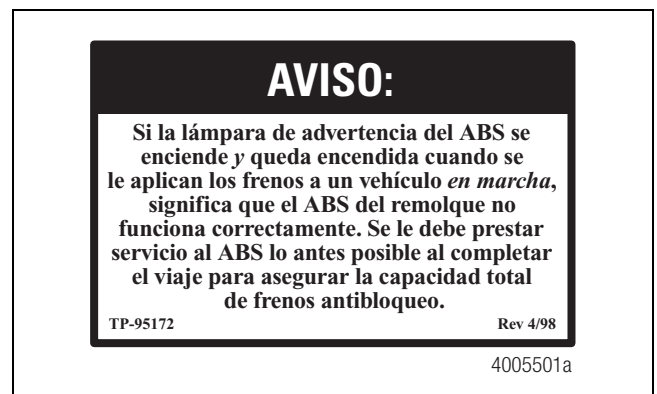 AVISO:
Si la lámpara de advertencia del ABS se
enciende y queda encendida cuando se
le aplican los frenos a un vehículo en marcha,
significa que el ABS del remolque no
funciona correctamente. Se le debe prestar
servicio al ABS lo antes posible al completar
el viaje para asegurar la capacidad total
de frenos antibloqueo.
TP-95172 Rev 4/98
4005501a